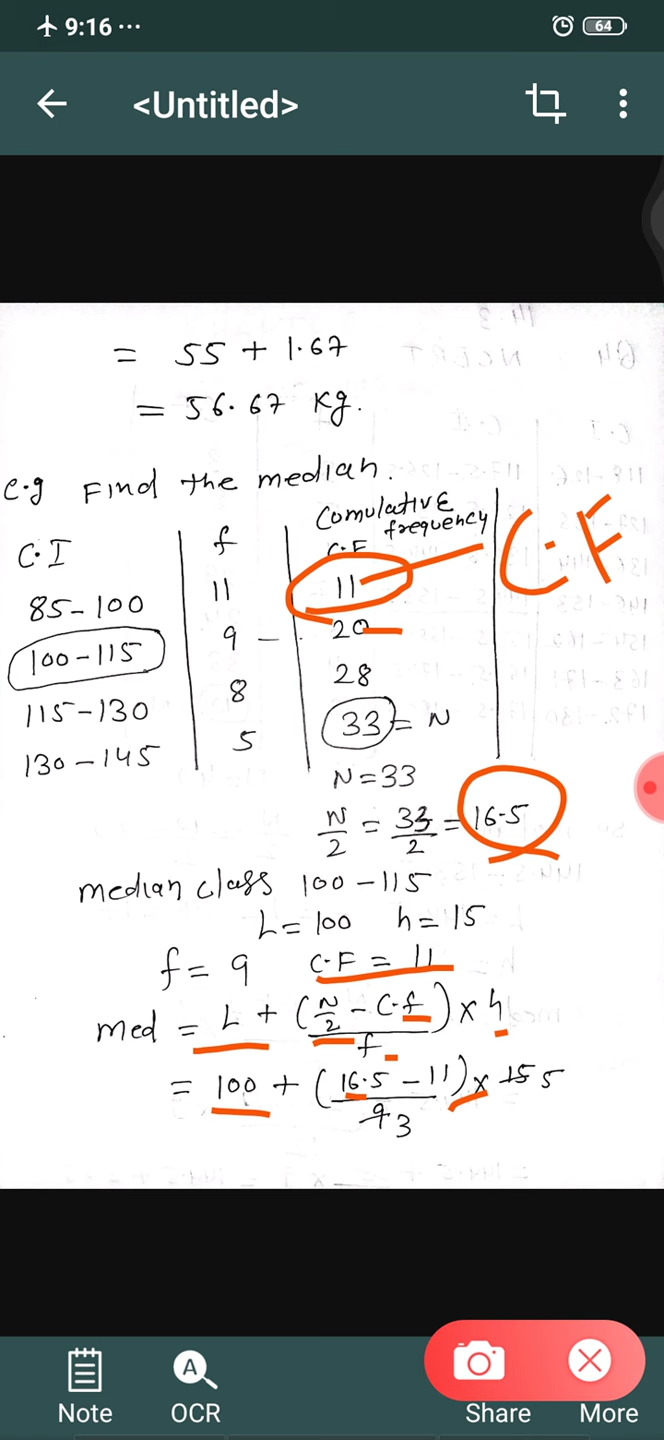 9:16 ... 64
<Untitled>
= 55 + 1.67
= 56.67 Kg.
e.g Find the median.
C.I f Comulative frequency C.F C.F
85-100 11 11
100-115 9 - 20
115-130 8 28
130-145 5 33 = N
N = 33
N/2 = 33/2 = 16.5
median class 100-115
L = 100 h = 15
f = 9 C.F = 11
med = L + (N/2 - C.f / f) x h
= 100 + (16.5 - 11 / 9 3) x 15 5
Note OCR Share More